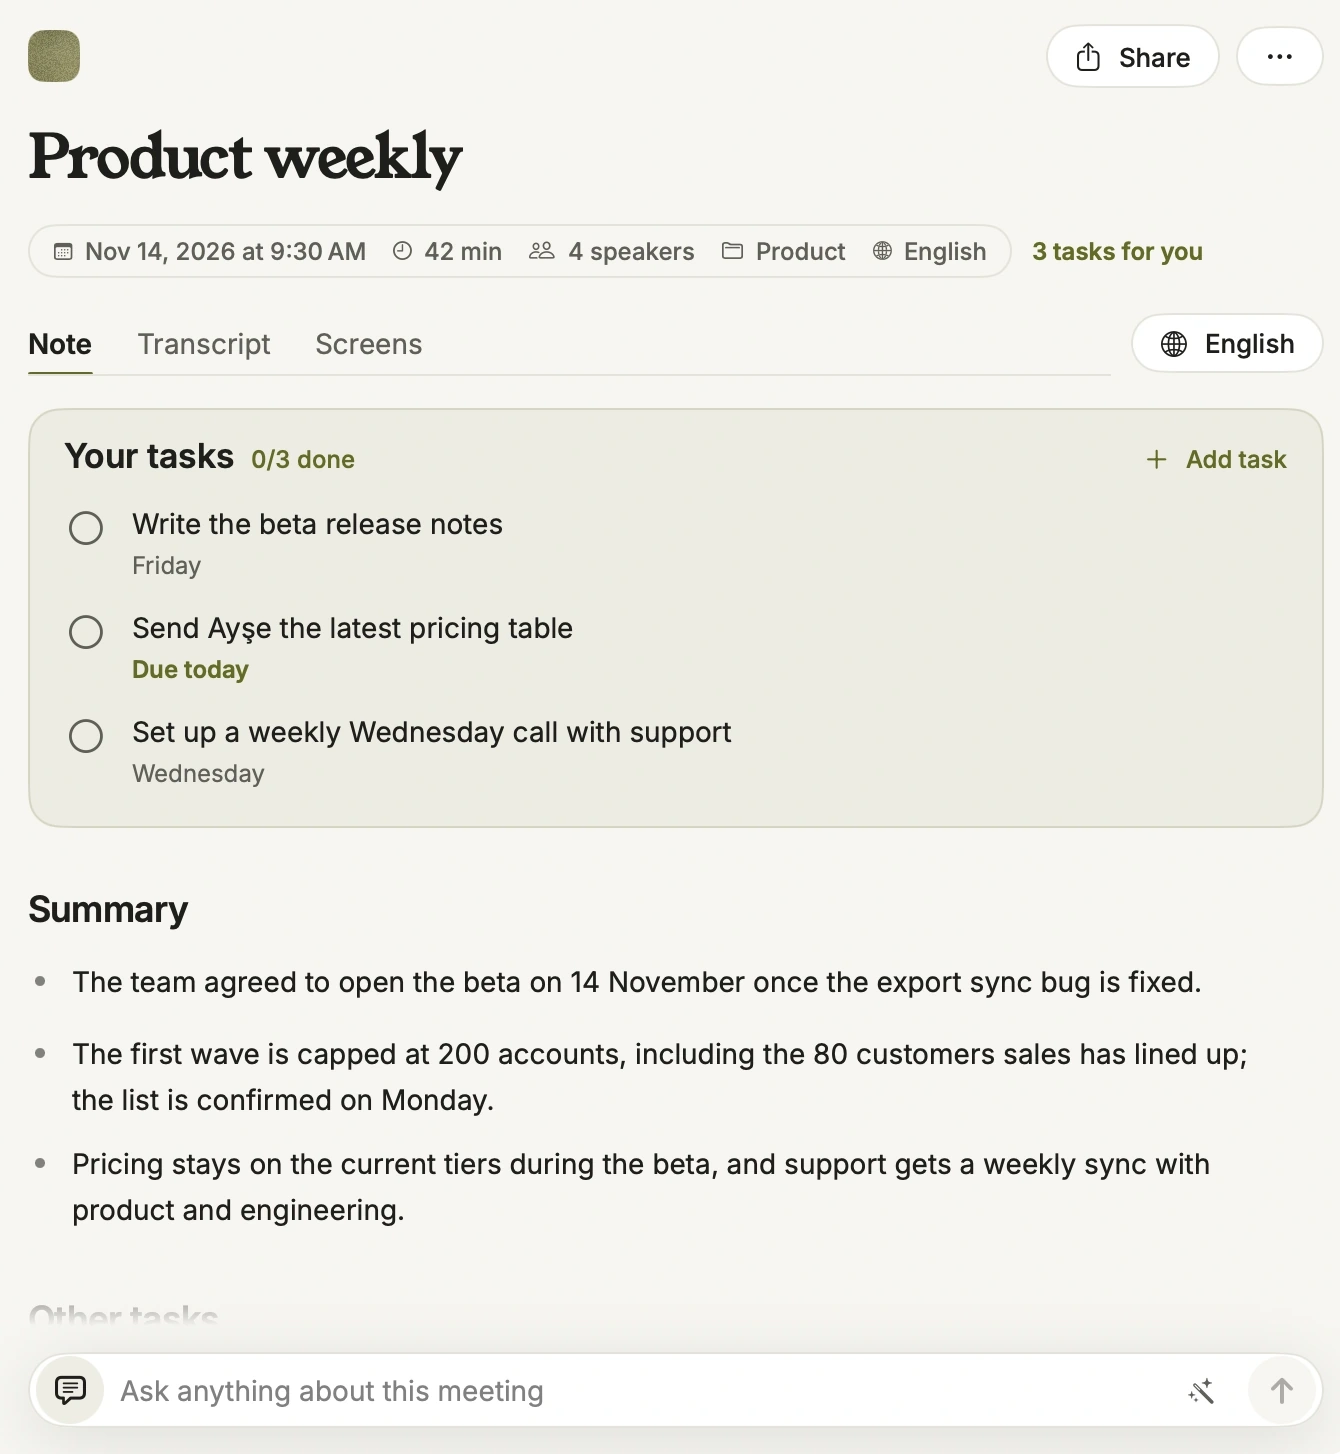 Share
Product weekly
Nov 14, 2026 at 9:30 AM 42 min 4 speakers Product English 3 tasks for you
Note Transcript Screens English
Your tasks 0/3 done + Add task
Write the beta release notes
Friday
Send Ayşe the latest pricing table
Due today
Set up a weekly Wednesday call with support
Wednesday
Summary
• The team agreed to open the beta on 14 November once the export sync bug is fixed.
• The first wave is capped at 200 accounts, including the 80 customers sales has lined up;
the list is confirmed on Monday.
• Pricing stays on the current tiers during the beta, and support gets a weekly sync with
product and engineering.
Other tasks
Ask anything about this meeting